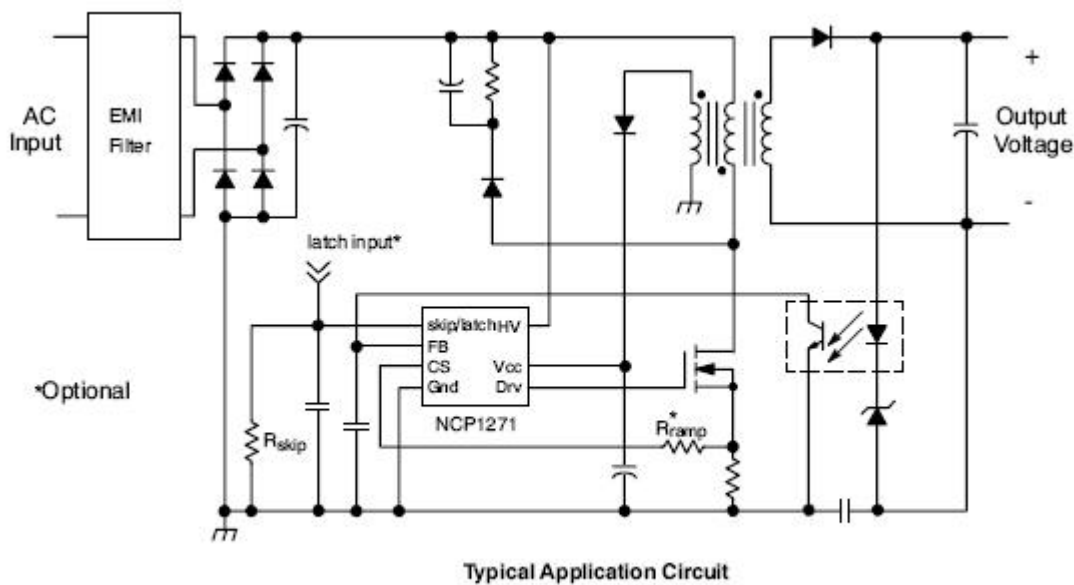 AC
Input
EMI
Filter
+
Output
Voltage
-
latch input*
skip/latch HV
FB
CS Vcc
Gnd Drv
NCP1271
*Optional
Rskip
R*ramp
Typical Application Circuit